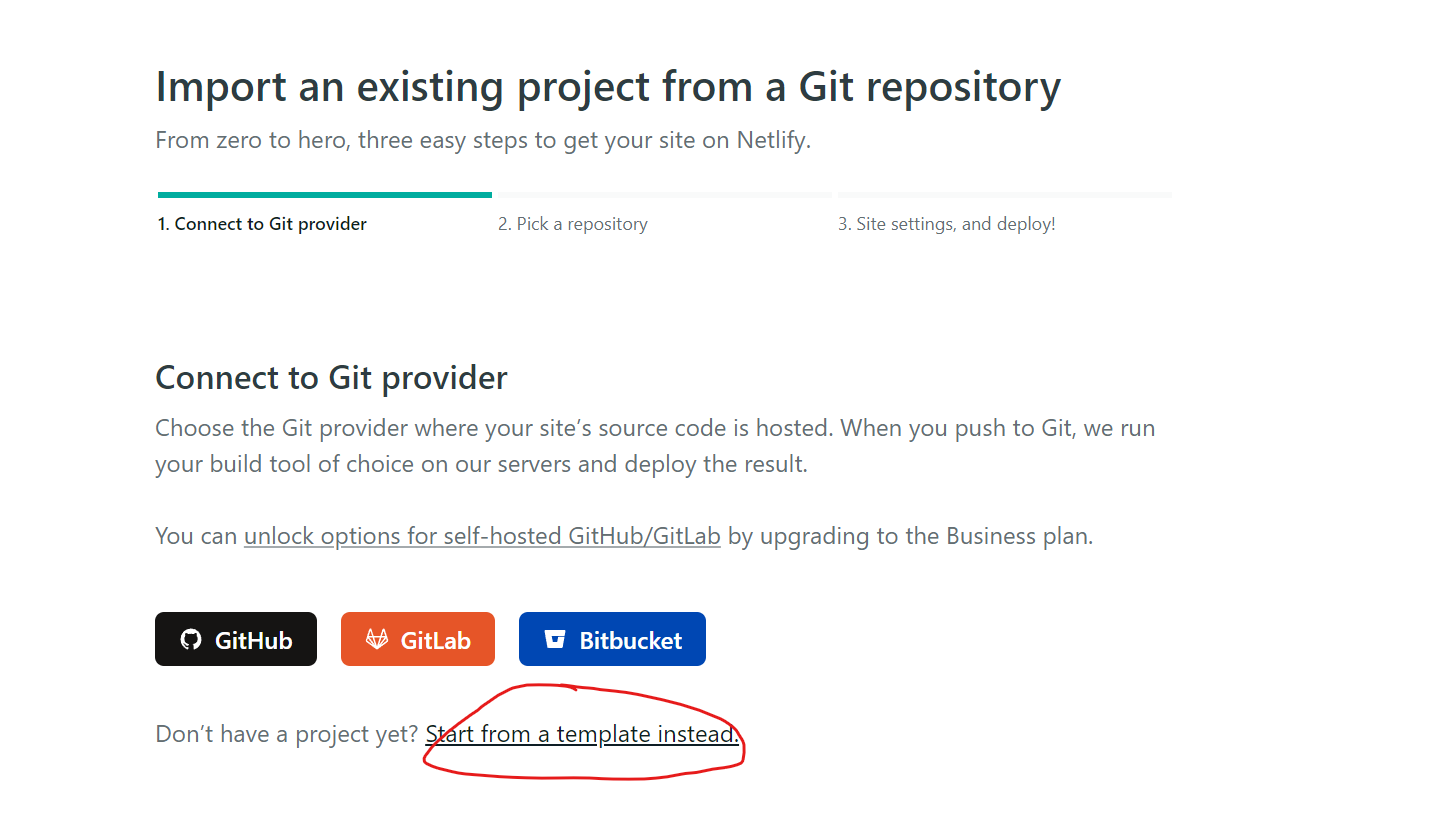 Import an existing project from a Git repository
From zero to hero, three easy steps to get your site on Netlify.
1. Connect to Git provider
2. Pick a repository
3. Site settings, and deploy!
Connect to Git provider
Choose the Git provider where your site’s source code is hosted. When you push to Git, we run
your build tool of choice on our servers and deploy the result.
You can unlock options for self-hosted GitHub/GitLab by upgrading to the Business plan.
GitHub
GitLab
Bitbucket
Don’t have a project yet? Start from a template instead.